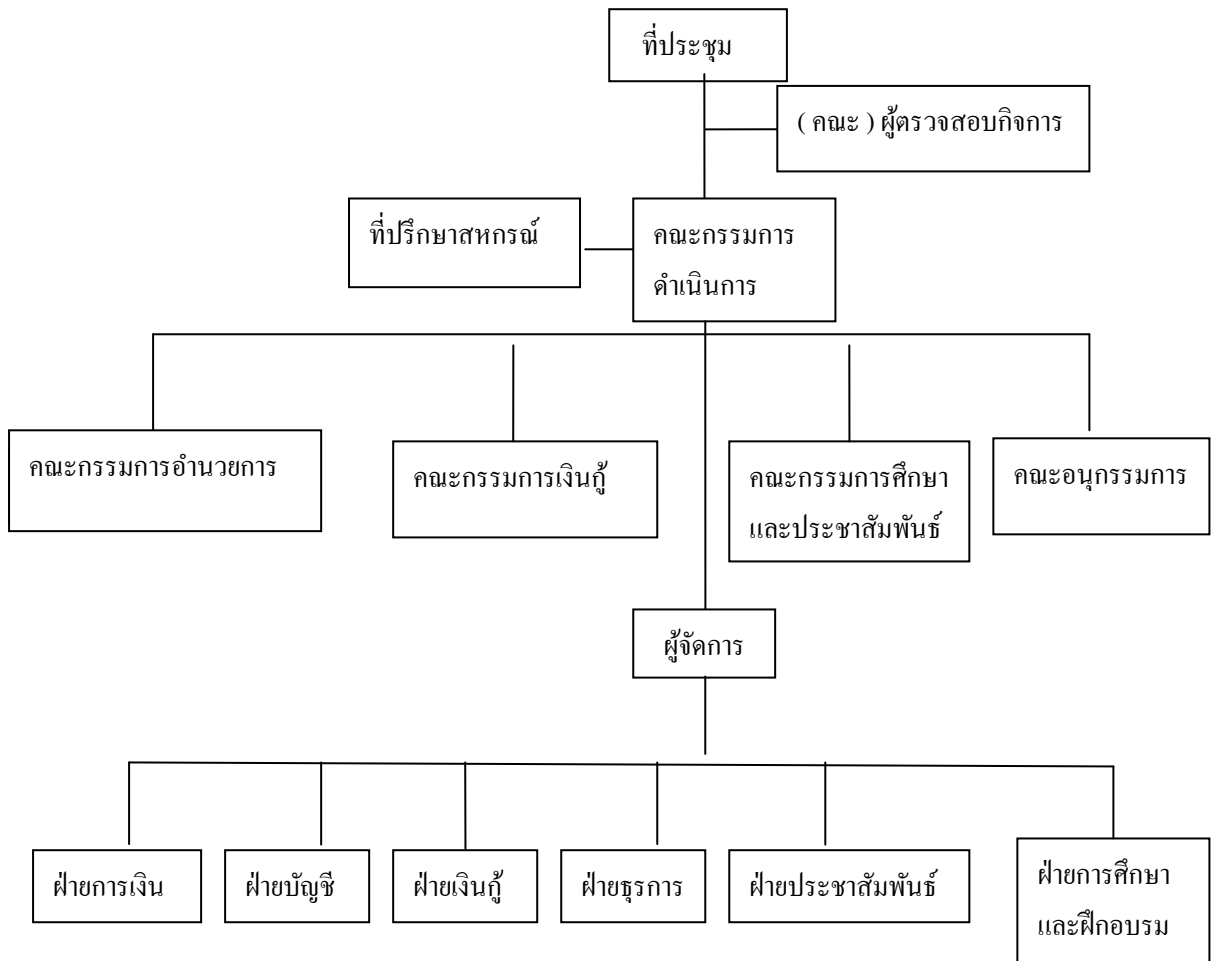 ที่ประชุม
( คณะ ) ผู้ตรวจสอบกิจการ
ที่ปรึกษาสหกรณ์
คณะกรรมการ
ดำเนินการ
คณะกรรมการอำนวยการ
คณะกรรมการเงินกู้
คณะกรรมการศึกษา
และประชาสัมพันธ์
คณะอนุกรรมการ
ผู้จัดการ
ฝ่ายการเงิน
ฝ่ายบัญชี
ฝ่ายเงินกู้
ฝ่ายธุรการ
ฝ่ายประชาสัมพันธ์
ฝ่ายการศึกษา
และฝึกอบรม